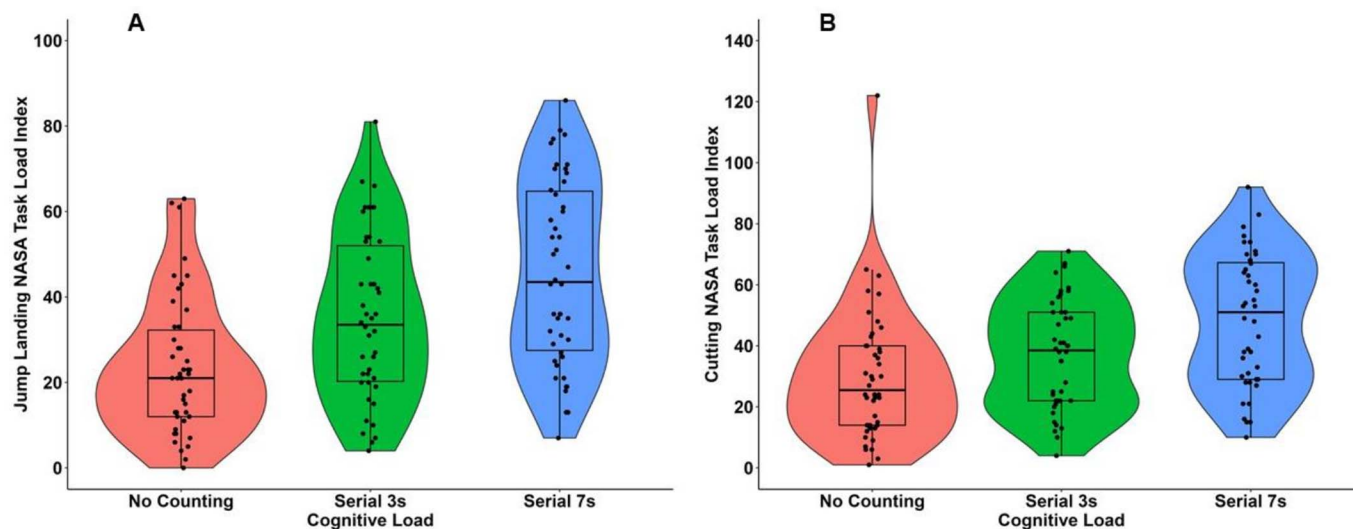 A
Jump Landing NASA Task Load Index
100
80
60
40
20
0
No Counting
Serial 3s
Serial 7s
Cognitive Load
B
Cutting NASA Task Load Index
140
120
100
80
60
40
20
0
No Counting
Serial 3s
Serial 7s
Cognitive Load